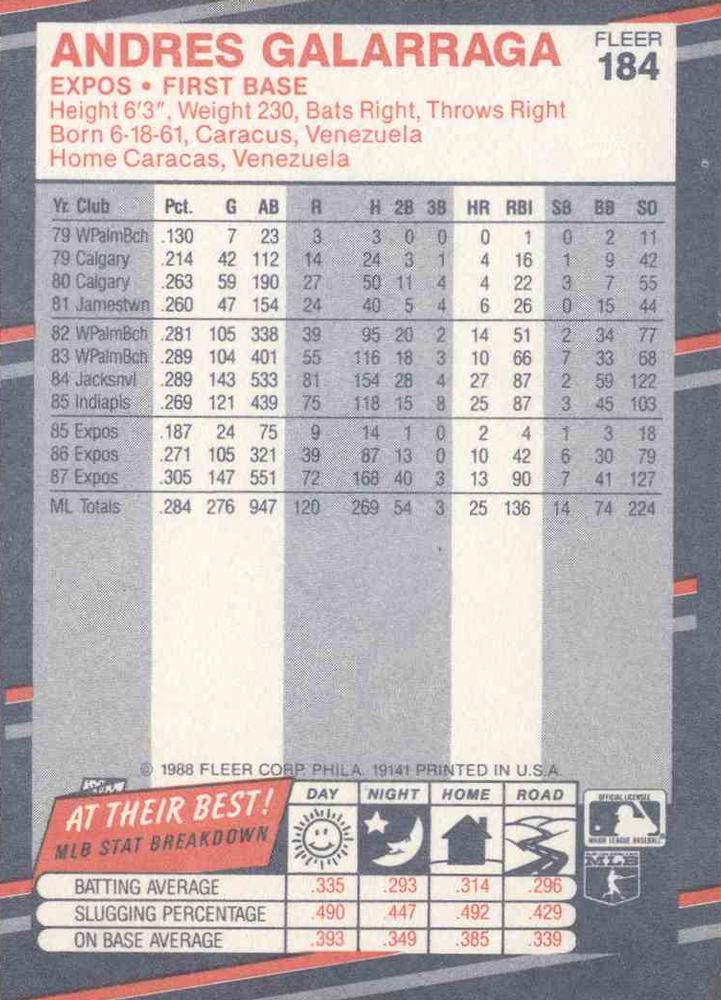 ANDRES GALARRAGA
FLEER
184
EXPOS • FIRST BASE
Height 6'3", Weight 230, Bats Right, Throws Right
Born 6-18-61, Caracus, Venezuela
Home Caracas, Venezuela
Yr. Club Pct. G AB R H 2B 3B HR RBI SB BB SO
79 WPalmBch .130 7 23 3 3 0 0 0 1 0 2 11
79 Calgary .214 42 112 14 24 3 1 4 16 1 9 42
80 Calgary .263 59 190 27 50 11 4 4 22 3 7 55
81 Jamestwn .260 47 154 24 40 5 4 6 26 0 15 44
82 WPalmBch .281 105 338 39 95 20 2 14 51 2 34 77
83 WPalmBch .289 104 401 55 116 18 3 10 66 7 33 68
84 Jacksnvl .289 143 533 81 154 28 4 27 87 2 59 122
85 Indiapls .269 121 439 75 118 15 8 25 87 3 45 103
85 Expos .187 24 75 9 14 1 0 2 4 1 3 18
86 Expos .271 105 321 39 87 13 0 10 42 6 30 79
87 Expos .305 147 551 72 168 40 3 13 90 7 41 127
ML Totals .284 276 947 120 269 54 3 25 136 14 74 224
© 1988 FLEER CORP. PHILA. 19141 PRINTED IN U.S.A.
AT THEIR BEST!
MLB STAT BREAKDOWN
DAY NIGHT HOME ROAD
BATTING AVERAGE .335 .293 .314 .296
SLUGGING PERCENTAGE .490 .447 .492 .429
ON BASE AVERAGE .393 .349 .385 .339
OFFICIAL LICENSEE
MAJOR LEAGUE BASEBALL
MLB